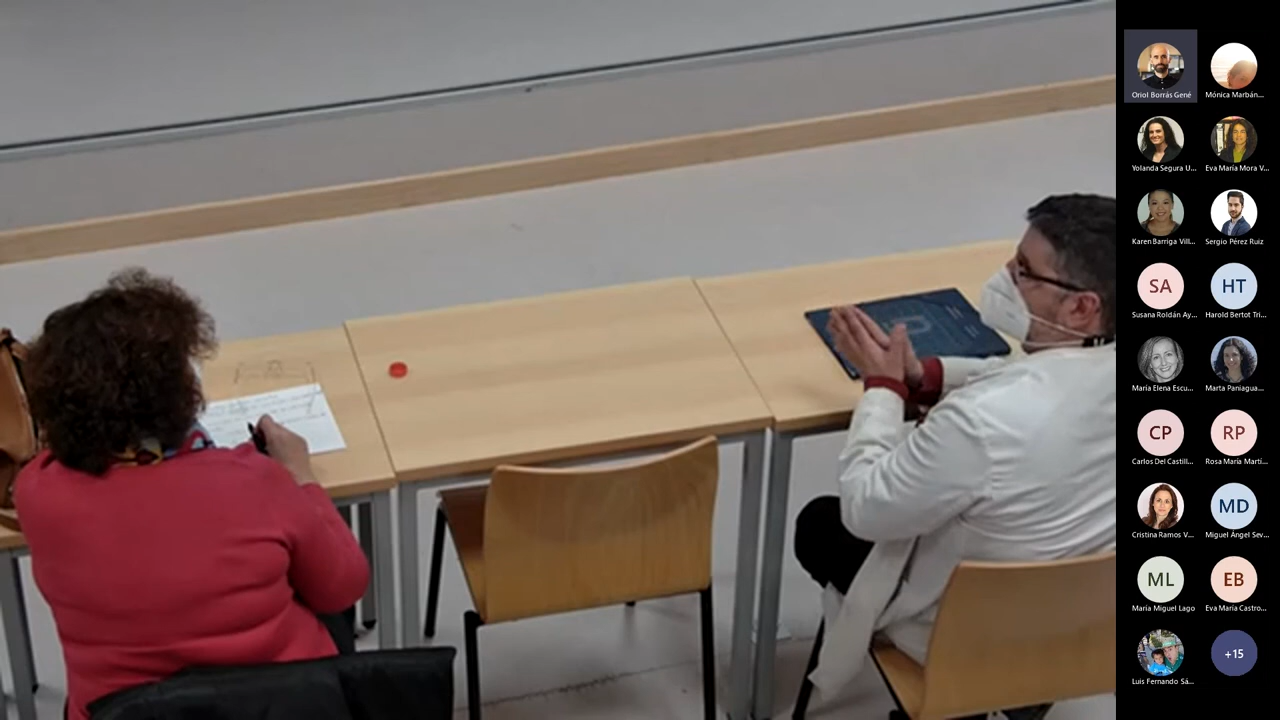 Oriol Borrás Gené
Mónica Marbán...
Yolanda Segura U...
Eva María Mora V...
Karen Barriga Vill...
Sergio Pérez Ruiz
SA
HT
Susana Roldán Ay...
Harold Bertot Tri...
María Elena Escu...
Marta Paniagua...
CP
RP
Carlos Del Castill...
Rosa María Martí...
MD
Cristina Ramos V...
Miguel Ángel Sev...
ML
EB
María Miguel Lago
Eva María Castro...
+15
Luis Fernando Sá...